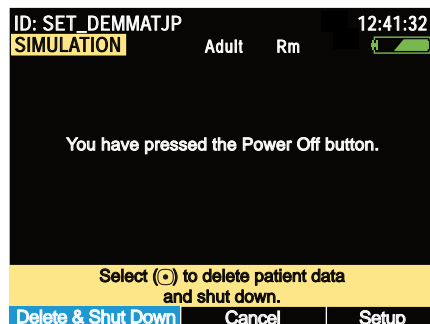 ID: SET_DEMMATJP 12:41:32
SIMULATION Adult Rm
You have pressed the Power Off button.
Select (⊙) to delete patient data
and shut down.
Delete & Shut Down Cancel Setup